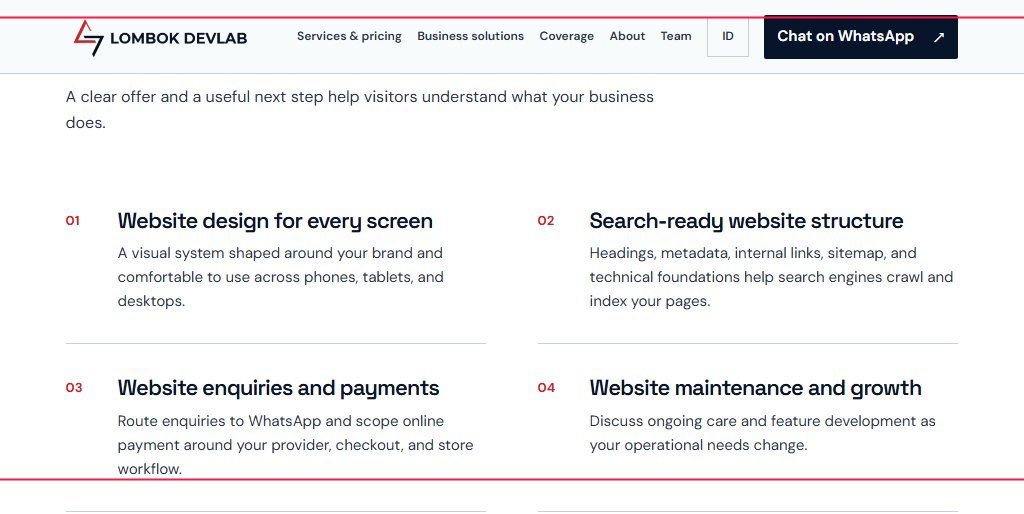 LOMBOK DEVLAB
Services & pricing
Business solutions
Coverage
About
Team
ID
Chat on WhatsApp ↗
A clear offer and a useful next step help visitors understand what your business
does.
01
Website design for every screen
A visual system shaped around your brand and
comfortable to use across phones, tablets, and
desktops.
02
Search-ready website structure
Headings, metadata, internal links, sitemap, and
technical foundations help search engines crawl and
index your pages.
03
Website enquiries and payments
Route enquiries to WhatsApp and scope online
payment around your provider, checkout, and store
workflow.
04
Website maintenance and growth
Discuss ongoing care and feature development as
your operational needs change.